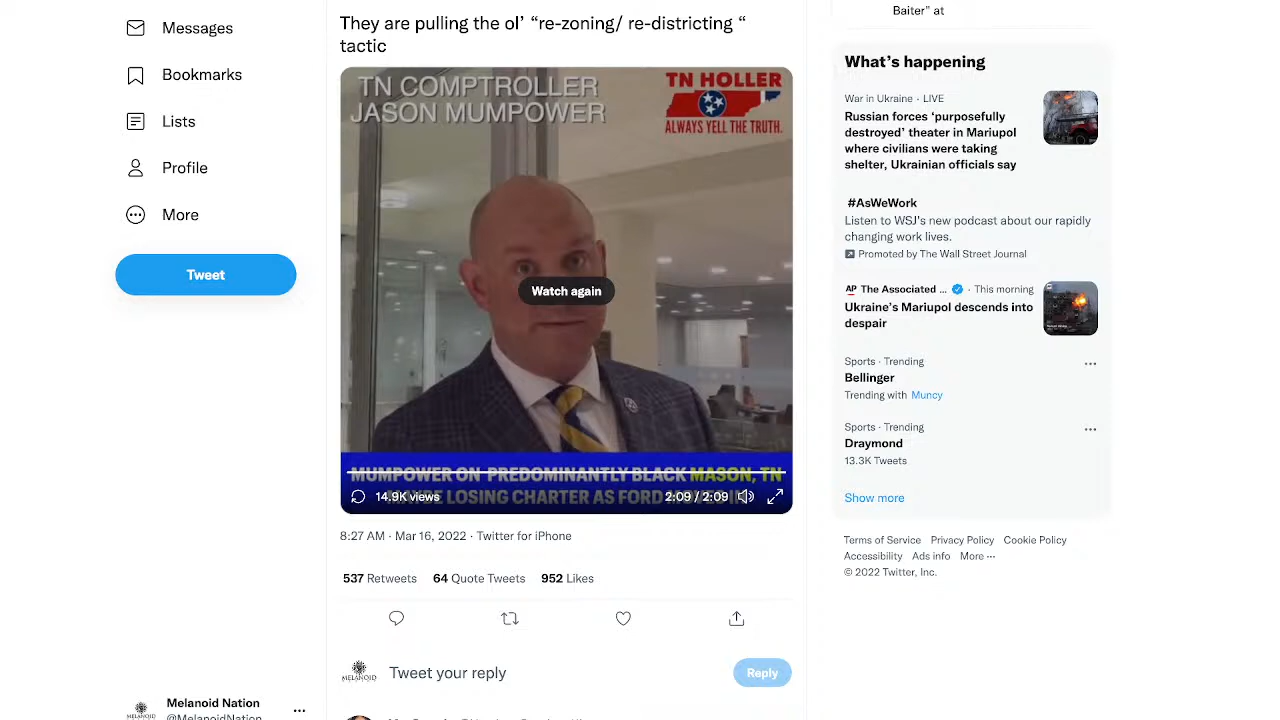 Messages
Bookmarks
Lists
Profile
More
Tweet
Melanoid Nation
@MelanoidNation
They are pulling the ol’ “re-zoning/ re-districting “
tactic
TN COMPTROLLER
JASON MUMPOWER
TN HOLLER
ALWAYS YELL THE TRUTH.
Watch again
MUMPOWER ON PREDOMINANTLY BLACK MASON, TN
LOSING CHARTER AS FORD
14.9K views
2:09 / 2:09
8:27 AM · Mar 16, 2022 · Twitter for iPhone
537 Retweets 64 Quote Tweets 952 Likes
MELANOID
Tweet your reply
Reply
Baiter” at
What’s happening
War in Ukraine · LIVE
Russian forces ‘purposefully
destroyed’ theater in Mariupol
where civilians were taking
shelter, Ukrainian officials say
#AsWeWork
Listen to WSJ's new podcast about our rapidly
changing work lives.
Promoted by The Wall Street Journal
AP The Associated ... · This morning
Ukraine’s Mariupol descends into
despair
Sports · Trending
Bellinger
Trending with Muncy
Sports · Trending
Draymond
13.3K Tweets
Show more
Terms of Service Privacy Policy Cookie Policy
Accessibility Ads info More ···
© 2022 Twitter, Inc.